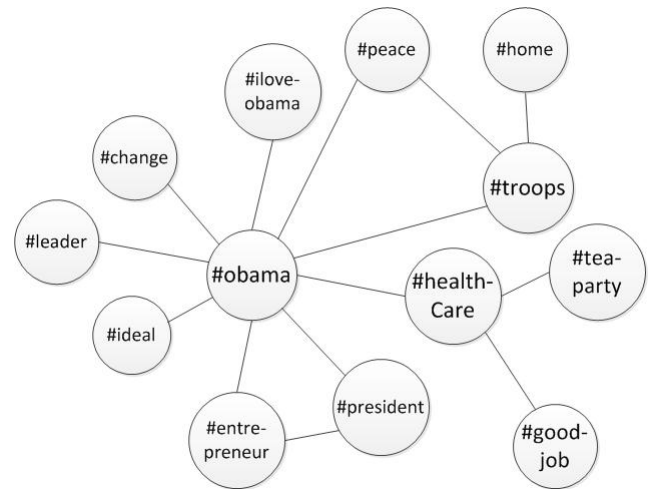 #peace
#home
#ilove-
obama
#change
#troops
#leader
#obama
#health-
Care
#tea-
party
#ideal
#president
#entre-
preneur
#good-
job